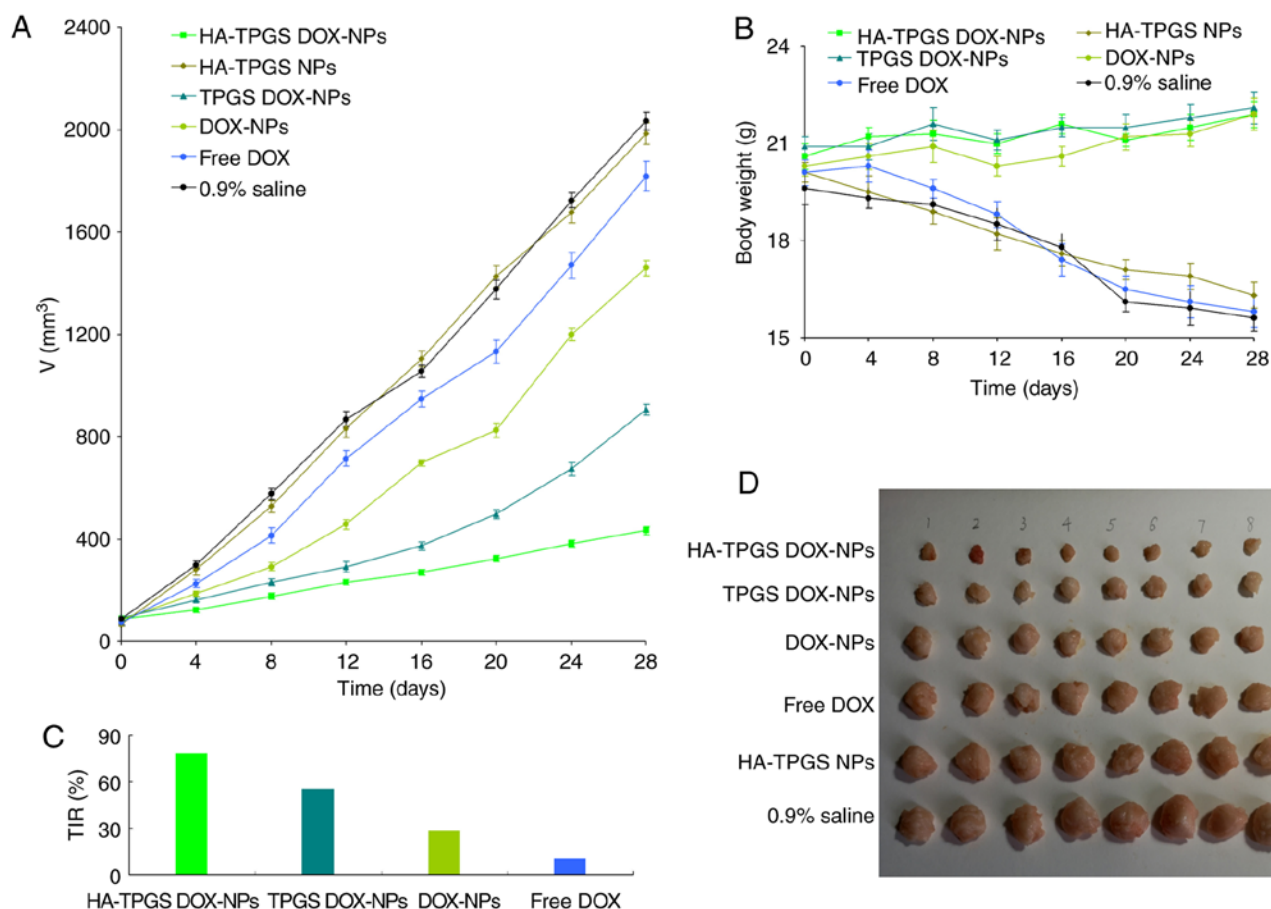 A
2400
2000
1600
1200
800
400
0
V (mm³)
HA-TPGS DOX-NPs
HA-TPGS NPs
TPGS DOX-NPs
DOX-NPs
Free DOX
0.9% saline
0 4 8 12 16 20 24 28
Time (days)
B
HA-TPGS DOX-NPs
TPGS DOX-NPs
Free DOX
HA-TPGS NPs
DOX-NPs
0.9% saline
24
21
18
15
Body weight (g)
0 4 8 12 16 20 24 28
Time (days)
C
90
60
30
0
TIR (%)
HA-TPGS DOX-NPs TPGS DOX-NPs DOX-NPs Free DOX
D
1 2 3 4 5 6 7 8
HA-TPGS DOX-NPs
TPGS DOX-NPs
DOX-NPs
Free DOX
HA-TPGS NPs
0.9% saline